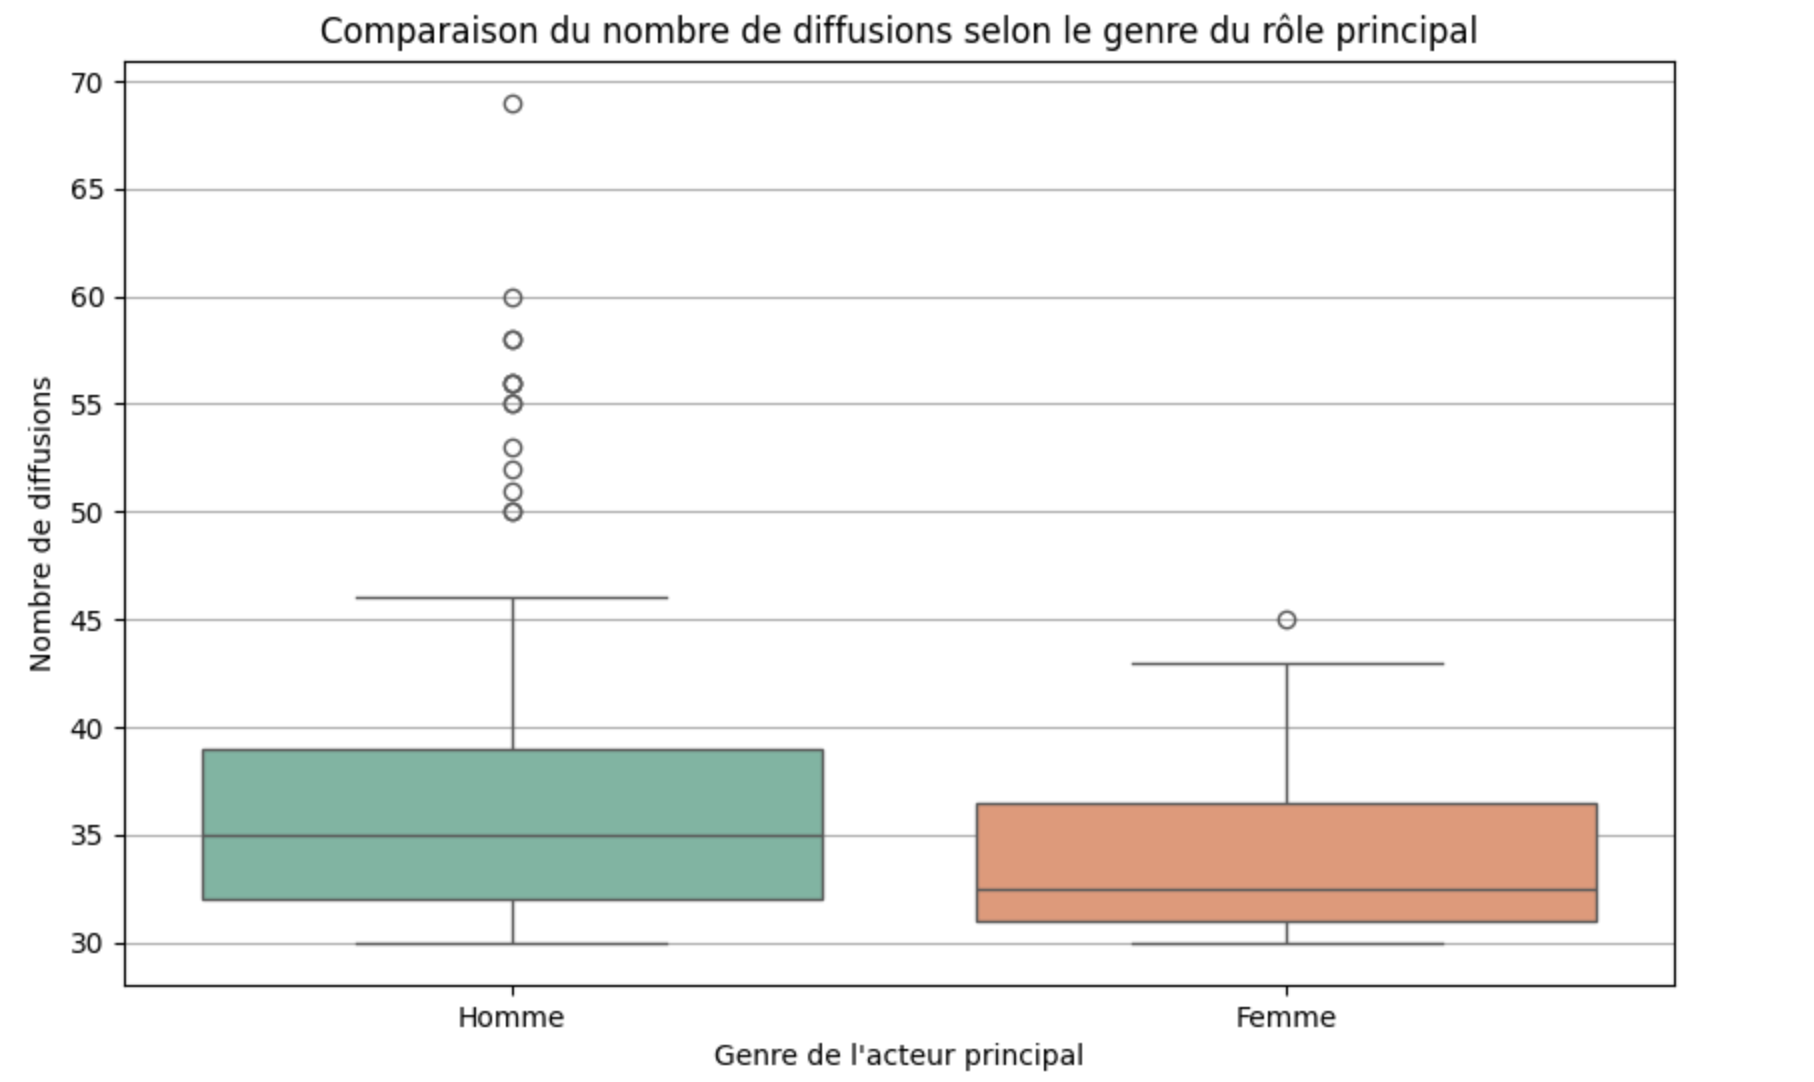 Comparaison du nombre de diffusions selon le genre du rôle principal
70
65
60
55
50
45
40
35
30
Nombre de diffusions
Homme
Femme
Genre de l'acteur principal